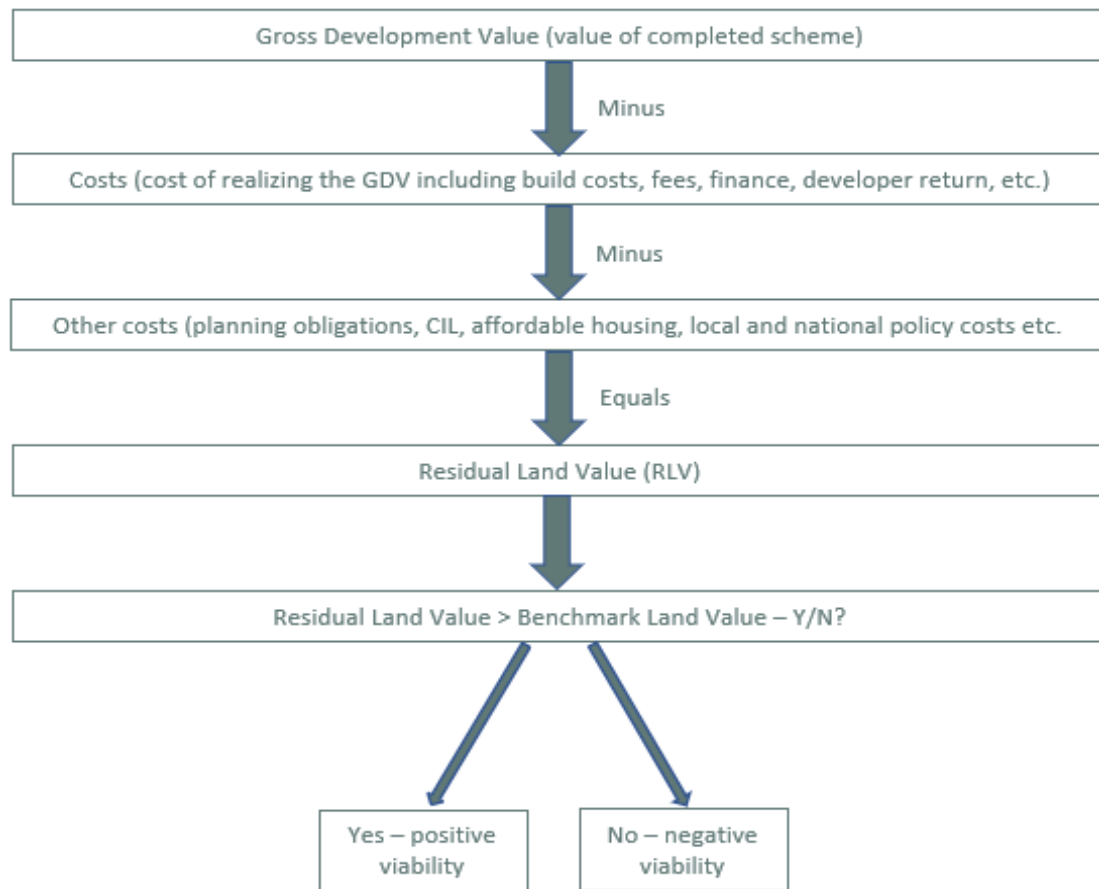 Gross Development Value (value of completed scheme)
Minus
Costs (cost of realizing the GDV including build costs, fees, finance, developer return, etc.)
Minus
Other costs (planning obligations, CIL, affordable housing, local and national policy costs etc.
Equals
Residual Land Value (RLV)
Residual Land Value > Benchmark Land Value – Y/N?
Yes – positive
viability
No – negative
viability